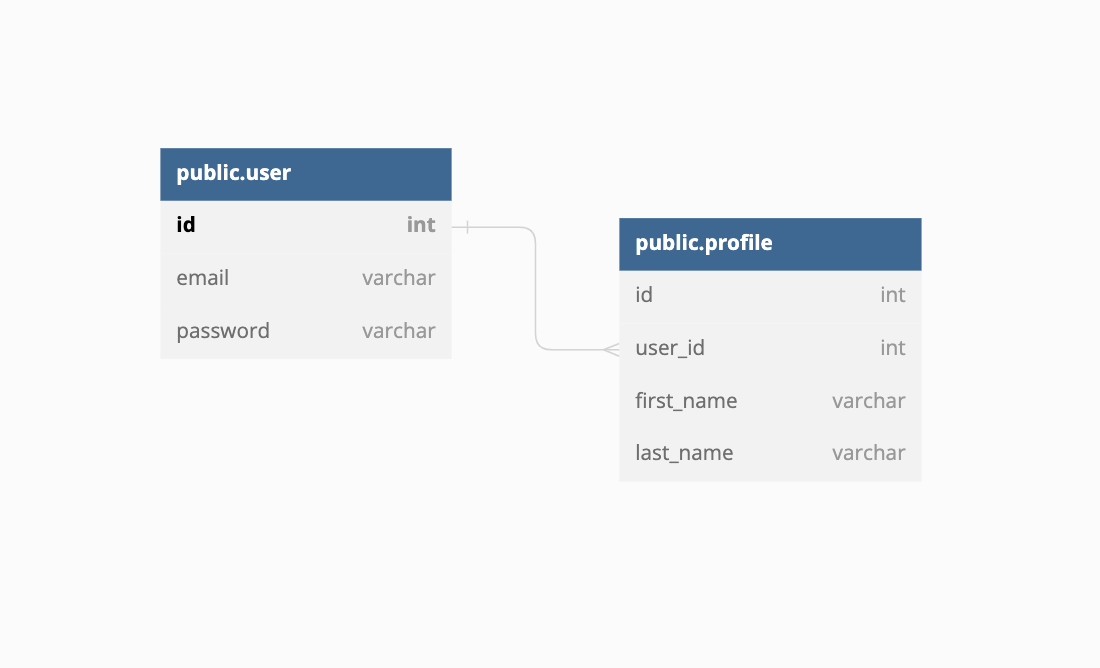 public.user
id int
email varchar
password varchar
public.profile
id int
user_id int
first_name varchar
last_name varchar